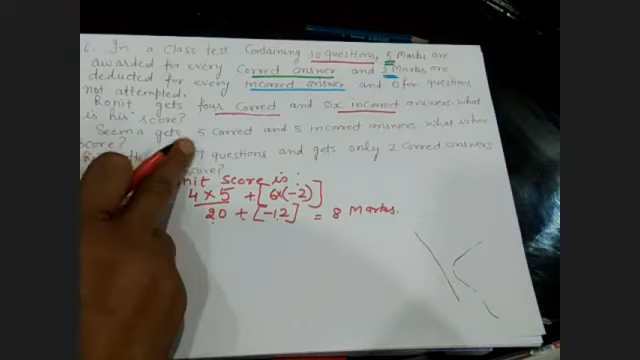 6. In a class test containing 10 questions, 5 Marks are
awarded for every correct answer and 2 Marks are
deducted for every incorrect answer and 0 for questions
not attempted.
Rohit gets four correct and six incorrect answers. what
is his score?
Seema gets 5 correct and 5 incorrect answers. what is her
score?
7 questions and gets only 2 correct answers
score?
Score is:
4 × 5 + [6×(-2)]
20 + [-12] = 8 Marks.